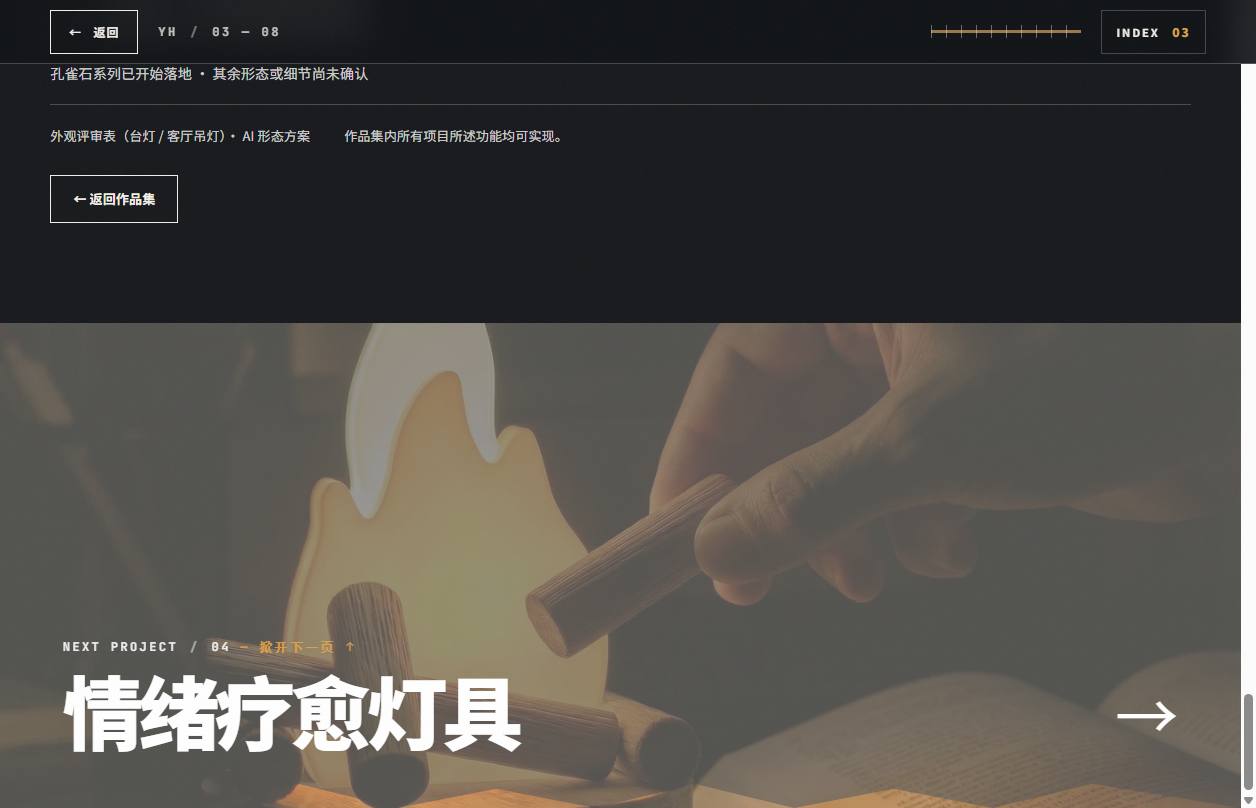 ← 返回
YH / 03 — 08
INDEX 03
孔雀石系列已开始落地 · 其余形态或细节尚未确认
外观评审表（台灯 / 客厅吊灯）· AI 形态方案
作品集内所有项目所述功能均可实现。
← 返回作品集
NEXT PROJECT / 04 — 掀开下一页 ↑
情绪疗愈灯具
→